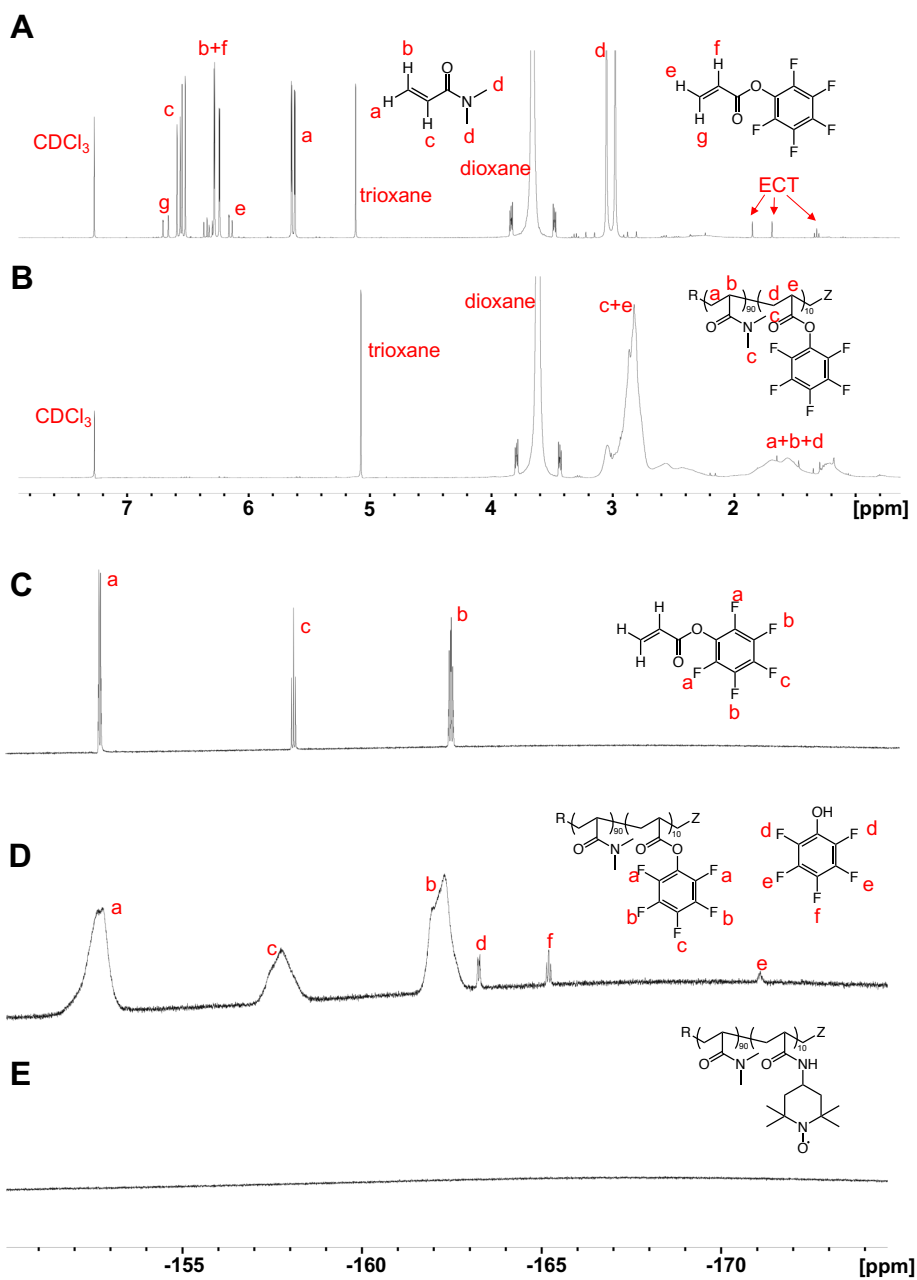 A
b+f
b
H
O
d
f
H
F
F
e
H
O
F
c
H
N
d
a
H
c
d
O
F
F
H
g
a
CDCl3
dioxane
trioxane
ECT
g
e
B
R
a
b
90
d
e
10
Z
dioxane
c+e
O
N
c
c
O
O
F
F
F
F
F
trioxane
CDCl3
a+b+d
7
6
5
4
3
2
[ppm]
C
a
c
b
H
H
H
O
O
a
F
F
b
F
F
c
a
F
b
D
R
90
10
Z
O
N
O
O
OH
d
F
F
d
e
F
F
e
F
f
a
F
F
a
b
F
F
b
F
c
a
c
b
d
f
e
E
R
90
10
Z
O
N
O
NH
N
O·
-155
-160
-165
-170
[ppm]